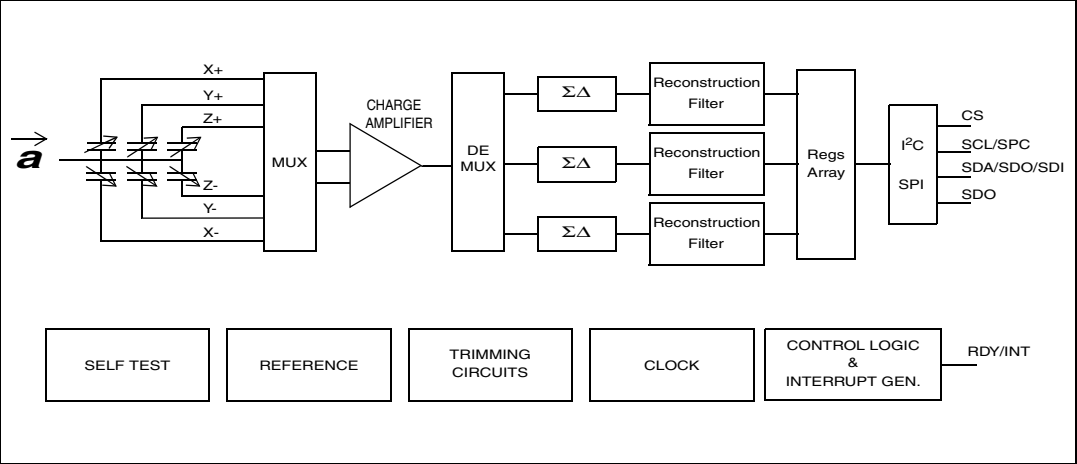 X+
Y+
Z+
a
Z-
Y-
X-
MUX
CHARGE
AMPLIFIER
DE
MUX
ΣΔ
ΣΔ
ΣΔ
Reconstruction
Filter
Reconstruction
Filter
Reconstruction
Filter
Regs
Array
I²C
SPI
CS
SCL/SPC
SDA/SDO/SDI
SDO
SELF TEST
REFERENCE
TRIMMING
CIRCUITS
CLOCK
CONTROL LOGIC
&
INTERRUPT GEN.
RDY/INT